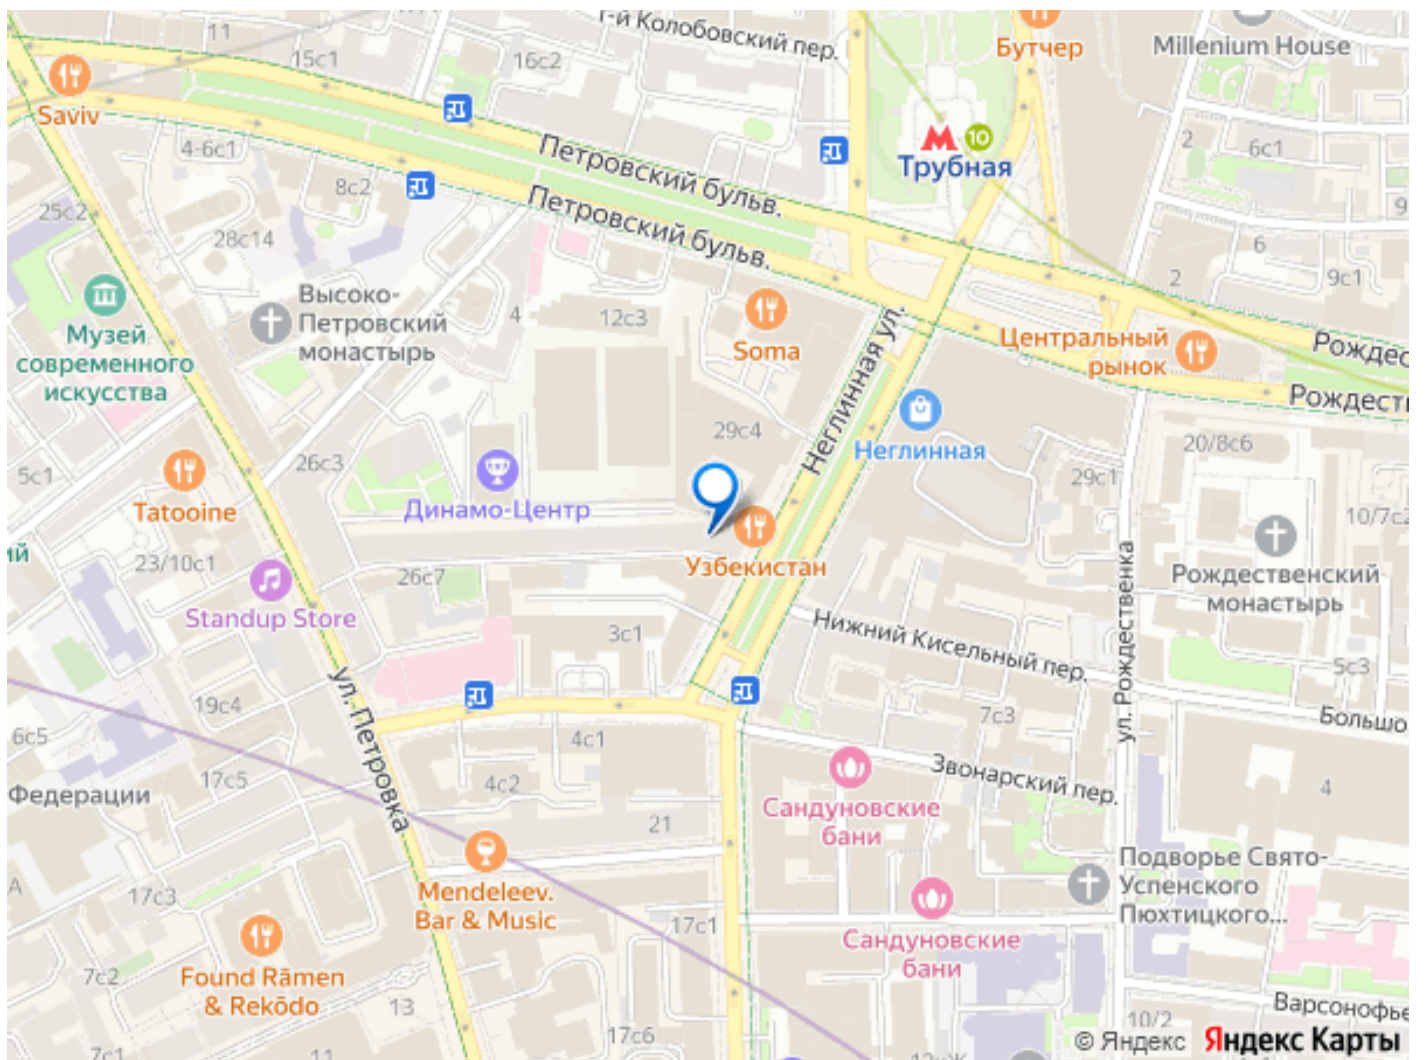 11
1-й Колобовский пер.
Бутчер
Millenium House
15с1
16с2
Saviv
М 10
Трубная
2
6с1
4-6с1
8с2
Петровский бульв.
Петровский бульв.
25с2
28с14
9
6
2
9с1
Высоко-
Петровский
монастырь
4
12с3
Soma
Музей
современного
искусства
Неглинная ул.
Центральный
рынок
Рождес
Рождест
29с4
Неглинная
20/8с6
5с1
26с3
29с1
Tatooine
Динамо-Центр
10/7с2
ий
23/10с1
26с7
Узбекистан
Рождественский
монастырь
Standup Store
3с1
Нижний Кисельный пер.
ул. Рождественка
5с3
ул. Петровка
19с4
7с3
Большо
6с5
4с1
17с5
4с2
Звонарский пер.
4
Федерации
Сандуновские
бани
21
Подворье Свято-
Успенского
Пюхтицкого...
А
17с3
Mendeleev.
Bar & Music
17с1
Сандуновские
бани
7с2
Found Rāmen
& Rekōdo
13
Варсонофье
10/2
17с6
7с1
11
© Яндекс Яндекс Карты